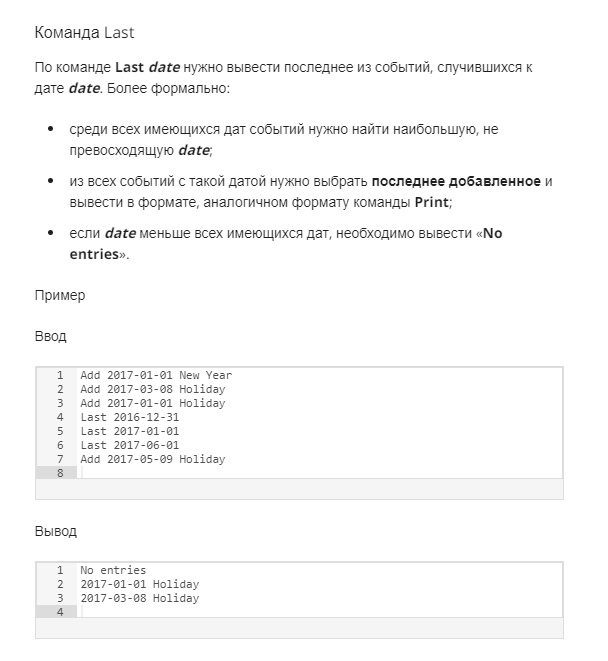 Команда Last
По команде Last date нужно вывести последнее из событий, случившихся к
дате date. Более формально:
• среди всех имеющихся дат событий нужно найти наибольшую, не
превосходящую date;
• из всех событий с такой датой нужно выбрать последнее добавленное и
вывести в формате, аналогичном формату команды Print;
• если date меньше всех имеющихся дат, необходимо вывести «No
entries».
Пример
Ввод
1 Add 2017-01-01 New Year
2 Add 2017-03-08 Holiday
3 Add 2017-01-01 Holiday
4 Last 2016-12-31
5 Last 2017-01-01
6 Last 2017-06-01
7 Add 2017-05-09 Holiday
8
Вывод
1 No entries
2 2017-01-01 Holiday
3 2017-03-08 Holiday
4